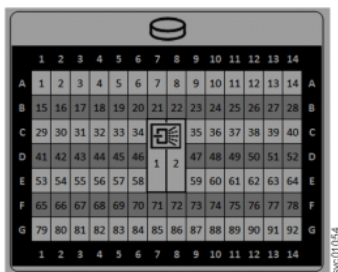 1 2 3 4 5 6 7 8 9 10 11 12 13 14
A 1 2 3 4 5 6 7 8 9 10 11 12 13 14 A
B 15 16 17 18 19 20 21 22 23 24 25 26 27 28 B
C 29 30 31 32 33 34 35 36 37 38 39 40 C
D 41 42 43 44 45 46 1 2 47 48 49 50 51 52 D
E 53 54 55 56 57 58 59 60 61 62 63 64 E
F 65 66 67 68 69 70 71 72 73 74 75 76 77 78 F
G 79 80 81 82 83 84 85 86 87 88 89 90 91 92 G
1 2 3 4 5 6 7 8 9 10 11 12 13 14
svc01054